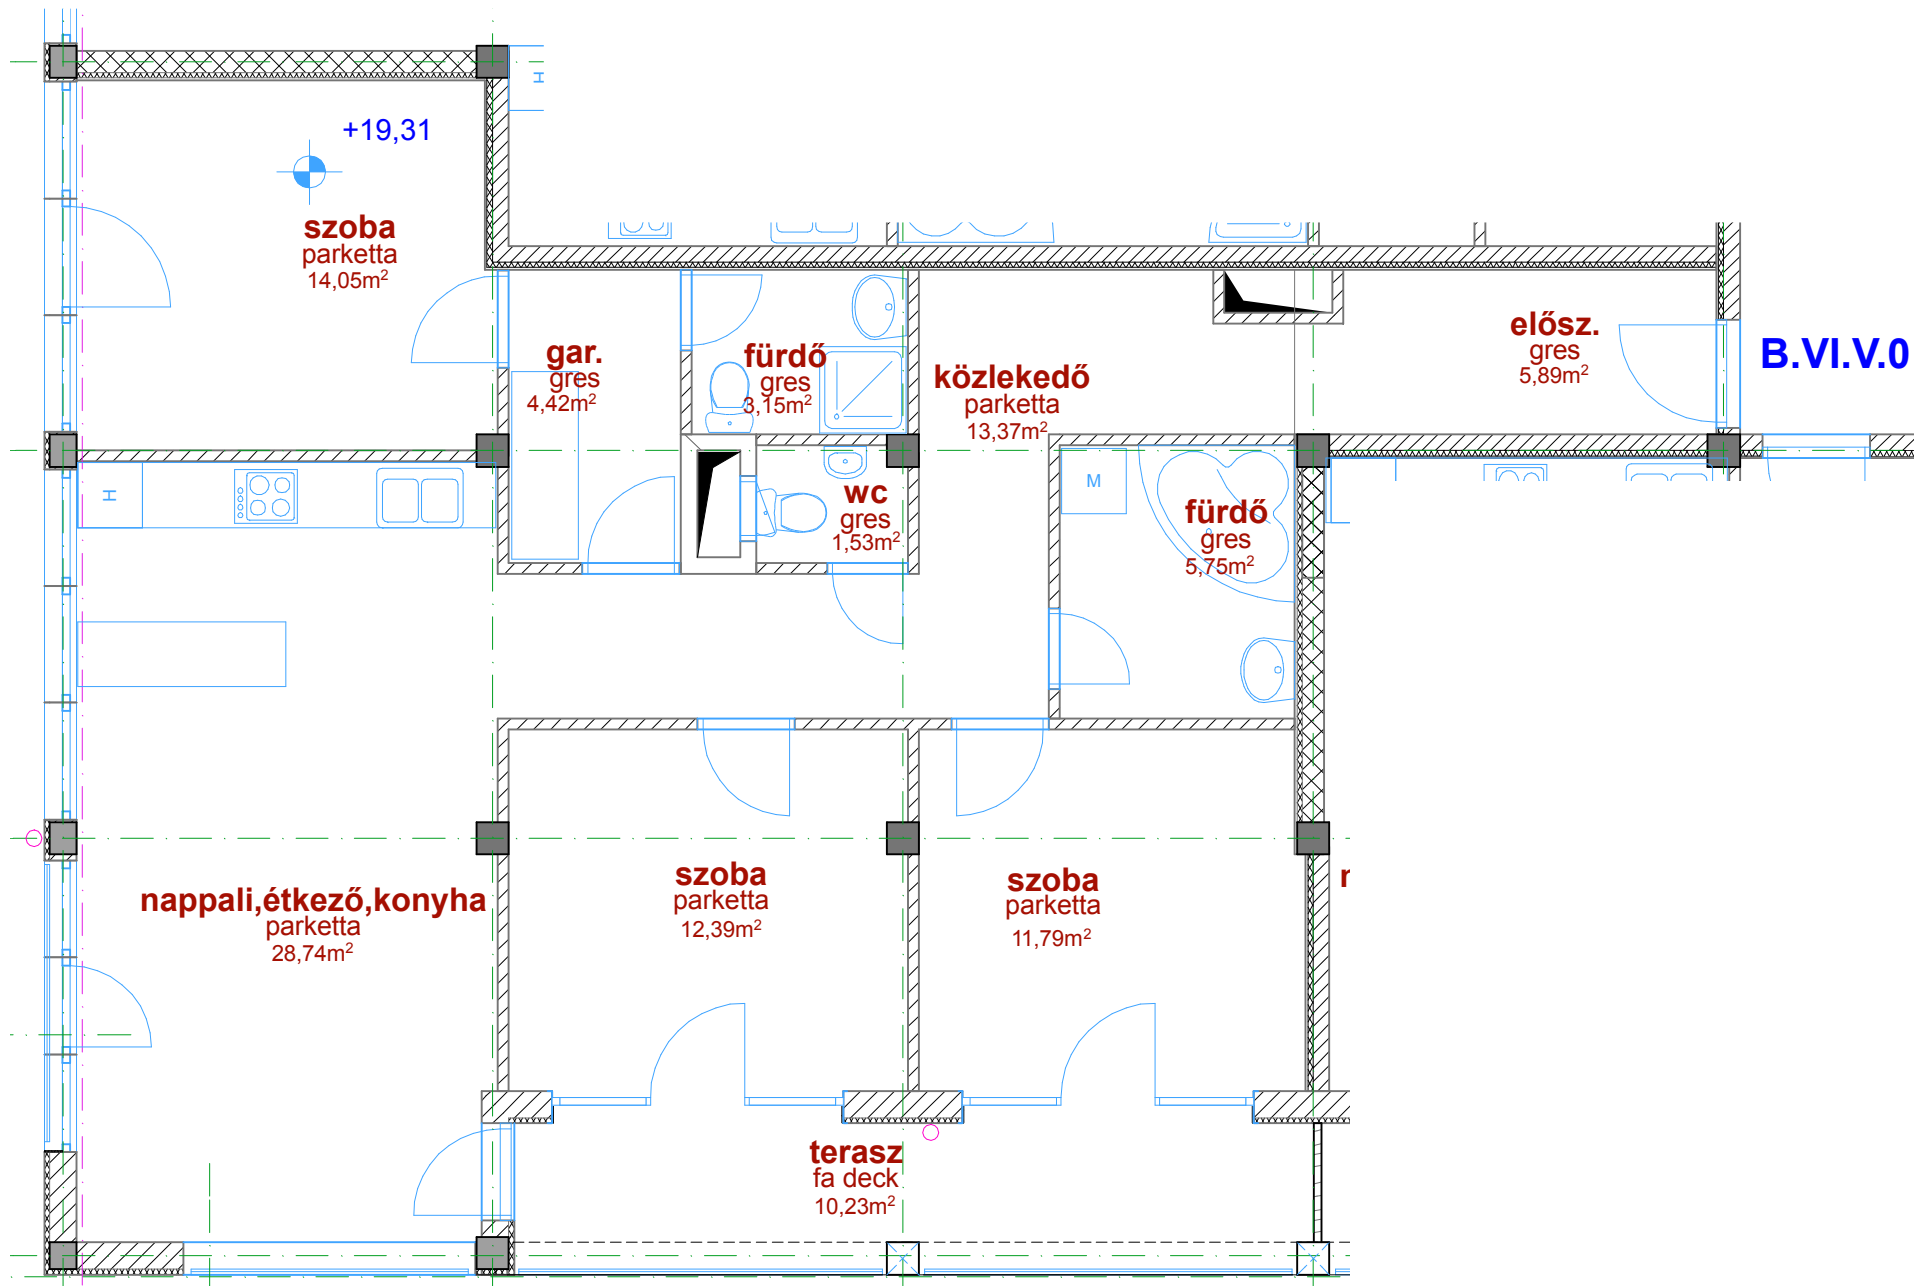 H
+19,31
szoba
parketta
14,05m²
gar.
gres
4,42m²
fürdő
gres
3,15m²
közlekedő
parketta
13,37m²
elősz.
gres
5,89m²
B.VI.V.0
H
wc
gres
1,53m²
M
fürdő
gres
5,75m²
nappali,étkező,konyha
parketta
28,74m²
szoba
parketta
12,39m²
szoba
parketta
11,79m²
terasz
fa deck
10,23m²